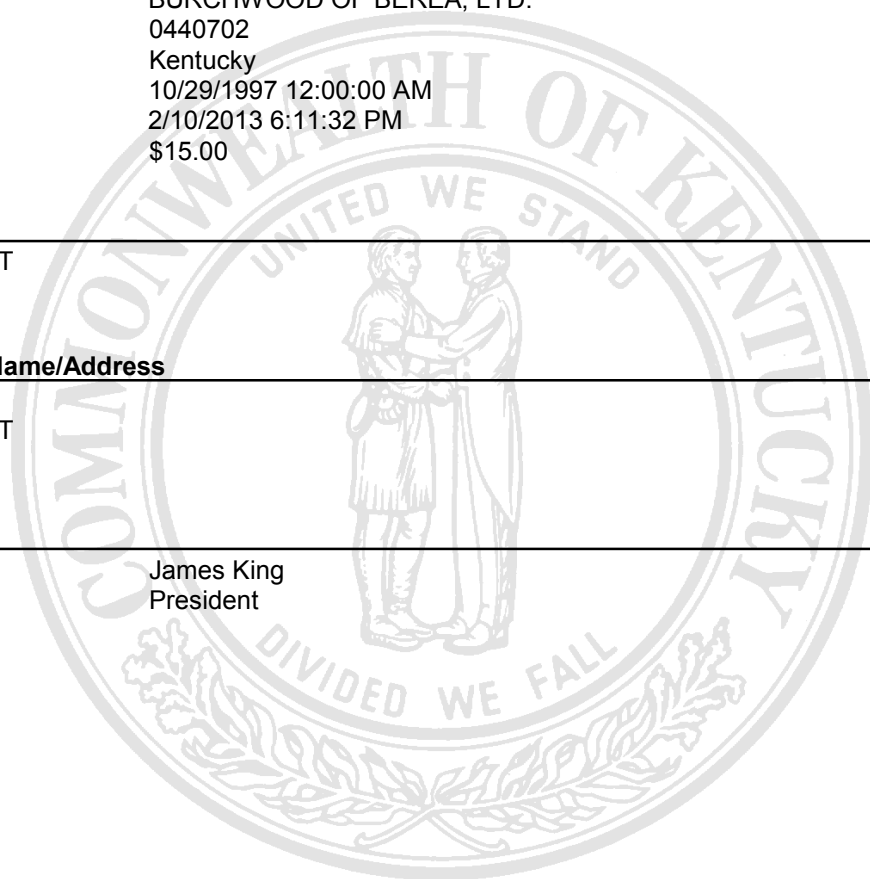 BURCHWOOD OF BEREA, LTD.
0440702
Kentucky
10/29/1997 12:00:00 AM
2/10/2013 6:11:32 PM
$15.00
T
Name/Address
T
James King
President
COMMONWEALTH OF KENTUCKY
UNITED WE STAND
DIVIDED WE FALL